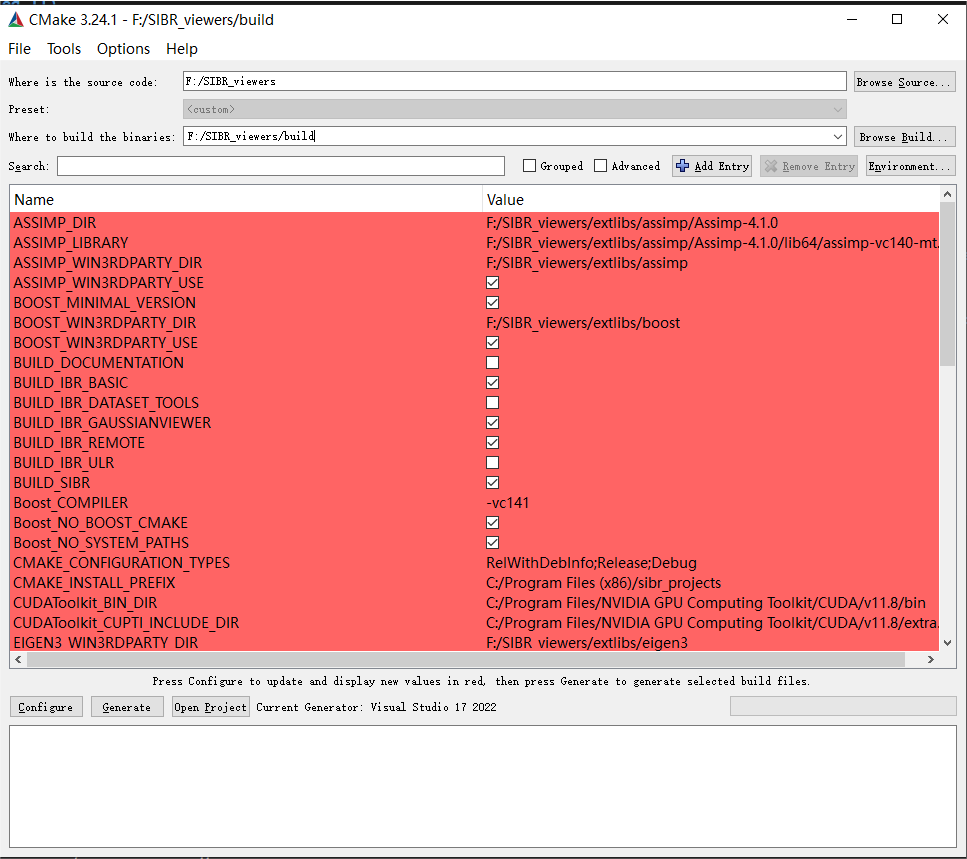 CMake 3.24.1 - F:/SIBR_viewers/build
File Tools Options Help
Where is the source code: F:/SIBR_viewers Browse Source...
Preset: <custom>
Where to build the binaries: F:/SIBR_viewers/build Browse Build...
Search: Grouped Advanced Add Entry Remove Entry Environment...
Name Value
ASSIMP_DIR F:/SIBR_viewers/extlibs/assimp/Assimp-4.1.0
ASSIMP_LIBRARY F:/SIBR_viewers/extlibs/assimp/Assimp-4.1.0/lib64/assimp-vc140-mt.
ASSIMP_WIN3RDPARTY_DIR F:/SIBR_viewers/extlibs/assimp
ASSIMP_WIN3RDPARTY_USE
BOOST_MINIMAL_VERSION
BOOST_WIN3RDPARTY_DIR F:/SIBR_viewers/extlibs/boost
BOOST_WIN3RDPARTY_USE
BUILD_DOCUMENTATION
BUILD_IBR_BASIC
BUILD_IBR_DATASET_TOOLS
BUILD_IBR_GAUSSIANVIEWER
BUILD_IBR_REMOTE
BUILD_IBR_ULR
BUILD_SIBR
Boost_COMPILER -vc141
Boost_NO_BOOST_CMAKE
Boost_NO_SYSTEM_PATHS
CMAKE_CONFIGURATION_TYPES RelWithDebInfo;Release;Debug
CMAKE_INSTALL_PREFIX C:/Program Files (x86)/sibr_projects
CUDAToolkit_BIN_DIR C:/Program Files/NVIDIA GPU Computing Toolkit/CUDA/v11.8/bin
CUDAToolkit_CUPTI_INCLUDE_DIR C:/Program Files/NVIDIA GPU Computing Toolkit/CUDA/v11.8/extra.
EIGEN3_WIN3RDPARTY_DIR F:/SIBR_viewers/extlibs/eigen3
Press Configure to update and display new values in red, then press Generate to generate selected build files.
Configure Generate Open Project Current Generator: Visual Studio 17 2022